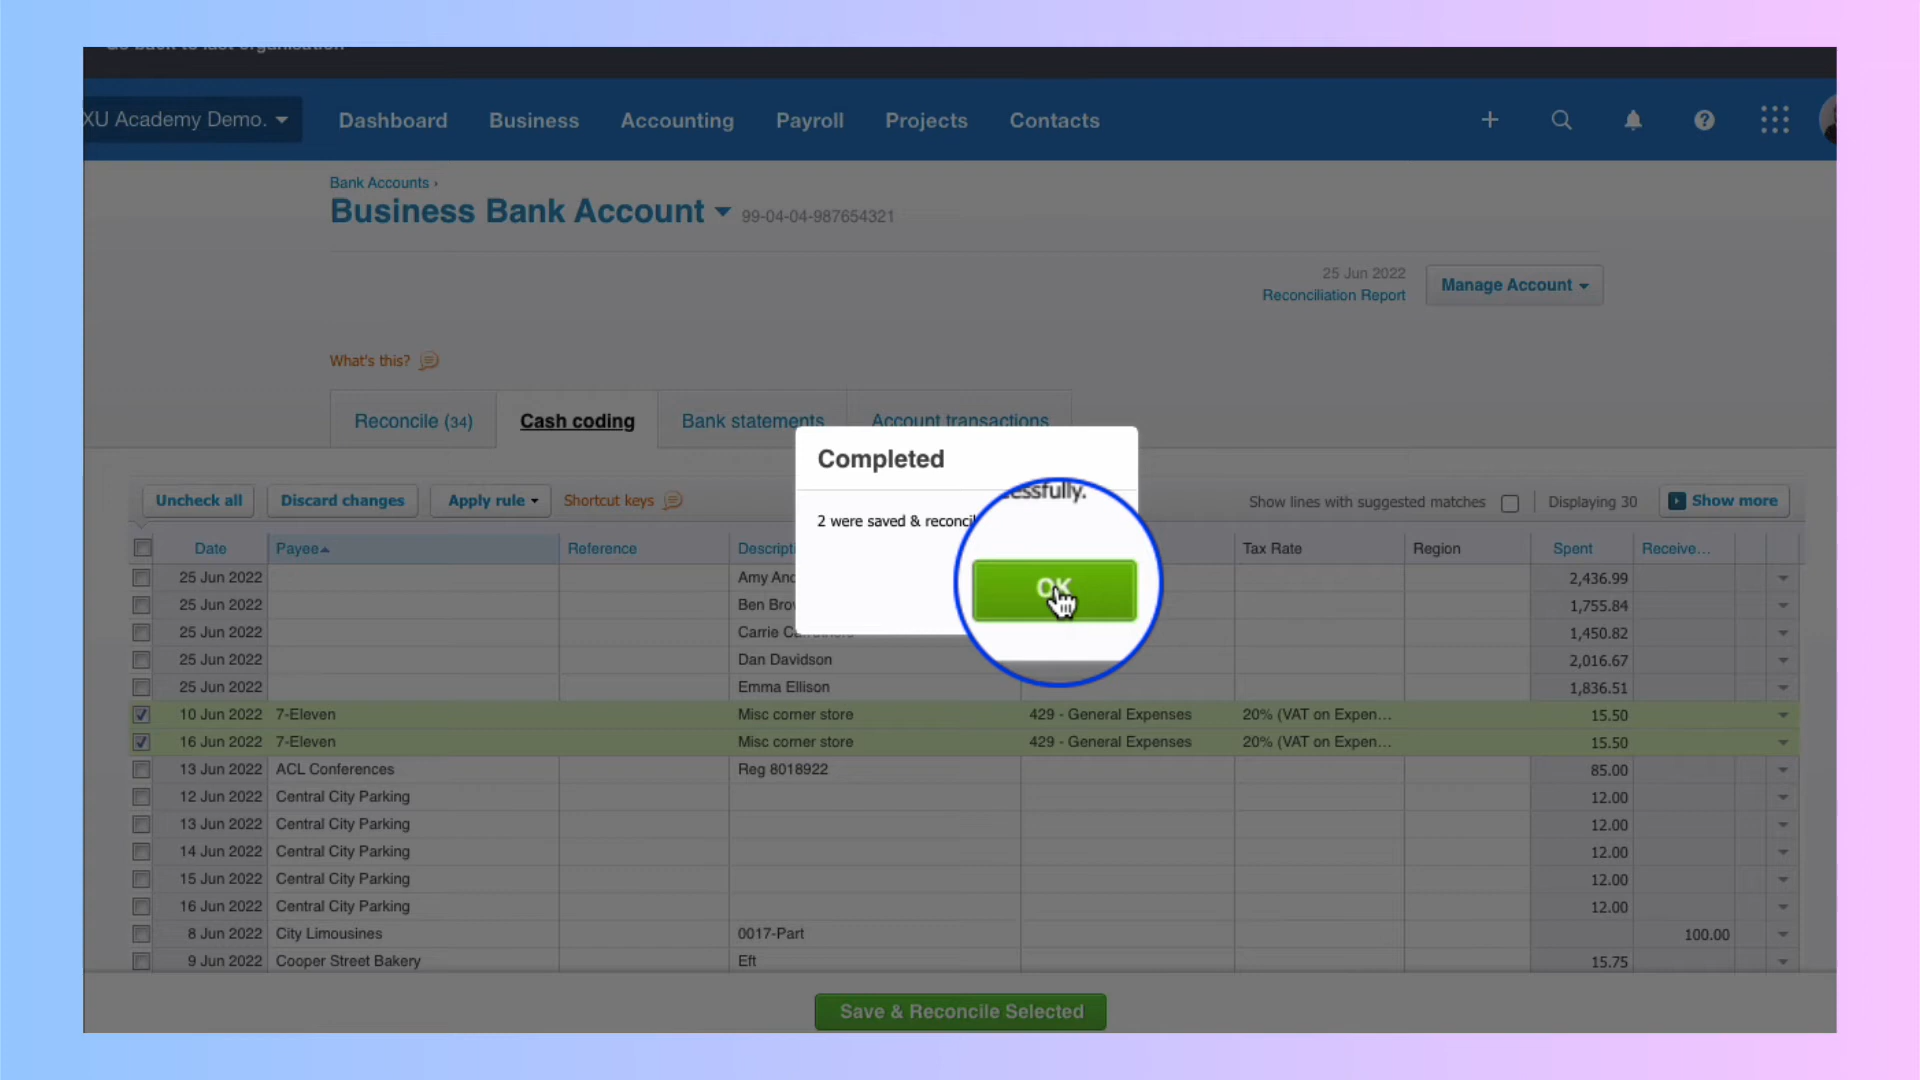 Go back to last organisation
XU Academy Demo. Dashboard Business Accounting Payroll Projects Contacts
Bank Accounts ›
Business Bank Account 99-04-04-987654321
25 Jun 2022
Reconciliation Report
Manage Account
What's this?
Reconcile (34) Cash coding Bank statements Account transactions
Completed
2 were saved & reconcil
essfully.
OK
Uncheck all Discard changes Apply rule Shortcut keys Show lines with suggested matches Displaying 30 Show more
Date Payee Reference Descripti Tax Rate Region Spent Receive...
25 Jun 2022 Amy And 2,436.99
25 Jun 2022 Ben Bro 1,755.84
25 Jun 2022 Carrie 1,450.82
25 Jun 2022 Dan Davidson 2,016.67
25 Jun 2022 Emma Ellison 1,836.51
10 Jun 2022 7-Eleven Misc corner store 429 - General Expenses 20% (VAT on Expen... 15.50
16 Jun 2022 7-Eleven Misc corner store 429 - General Expenses 20% (VAT on Expen... 15.50
13 Jun 2022 ACL Conferences Reg 8018922 85.00
12 Jun 2022 Central City Parking 12.00
13 Jun 2022 Central City Parking 12.00
14 Jun 2022 Central City Parking 12.00
15 Jun 2022 Central City Parking 12.00
16 Jun 2022 Central City Parking 12.00
8 Jun 2022 City Limousines 0017-Part 100.00
9 Jun 2022 Cooper Street Bakery Eft 15.75
Save & Reconcile Selected